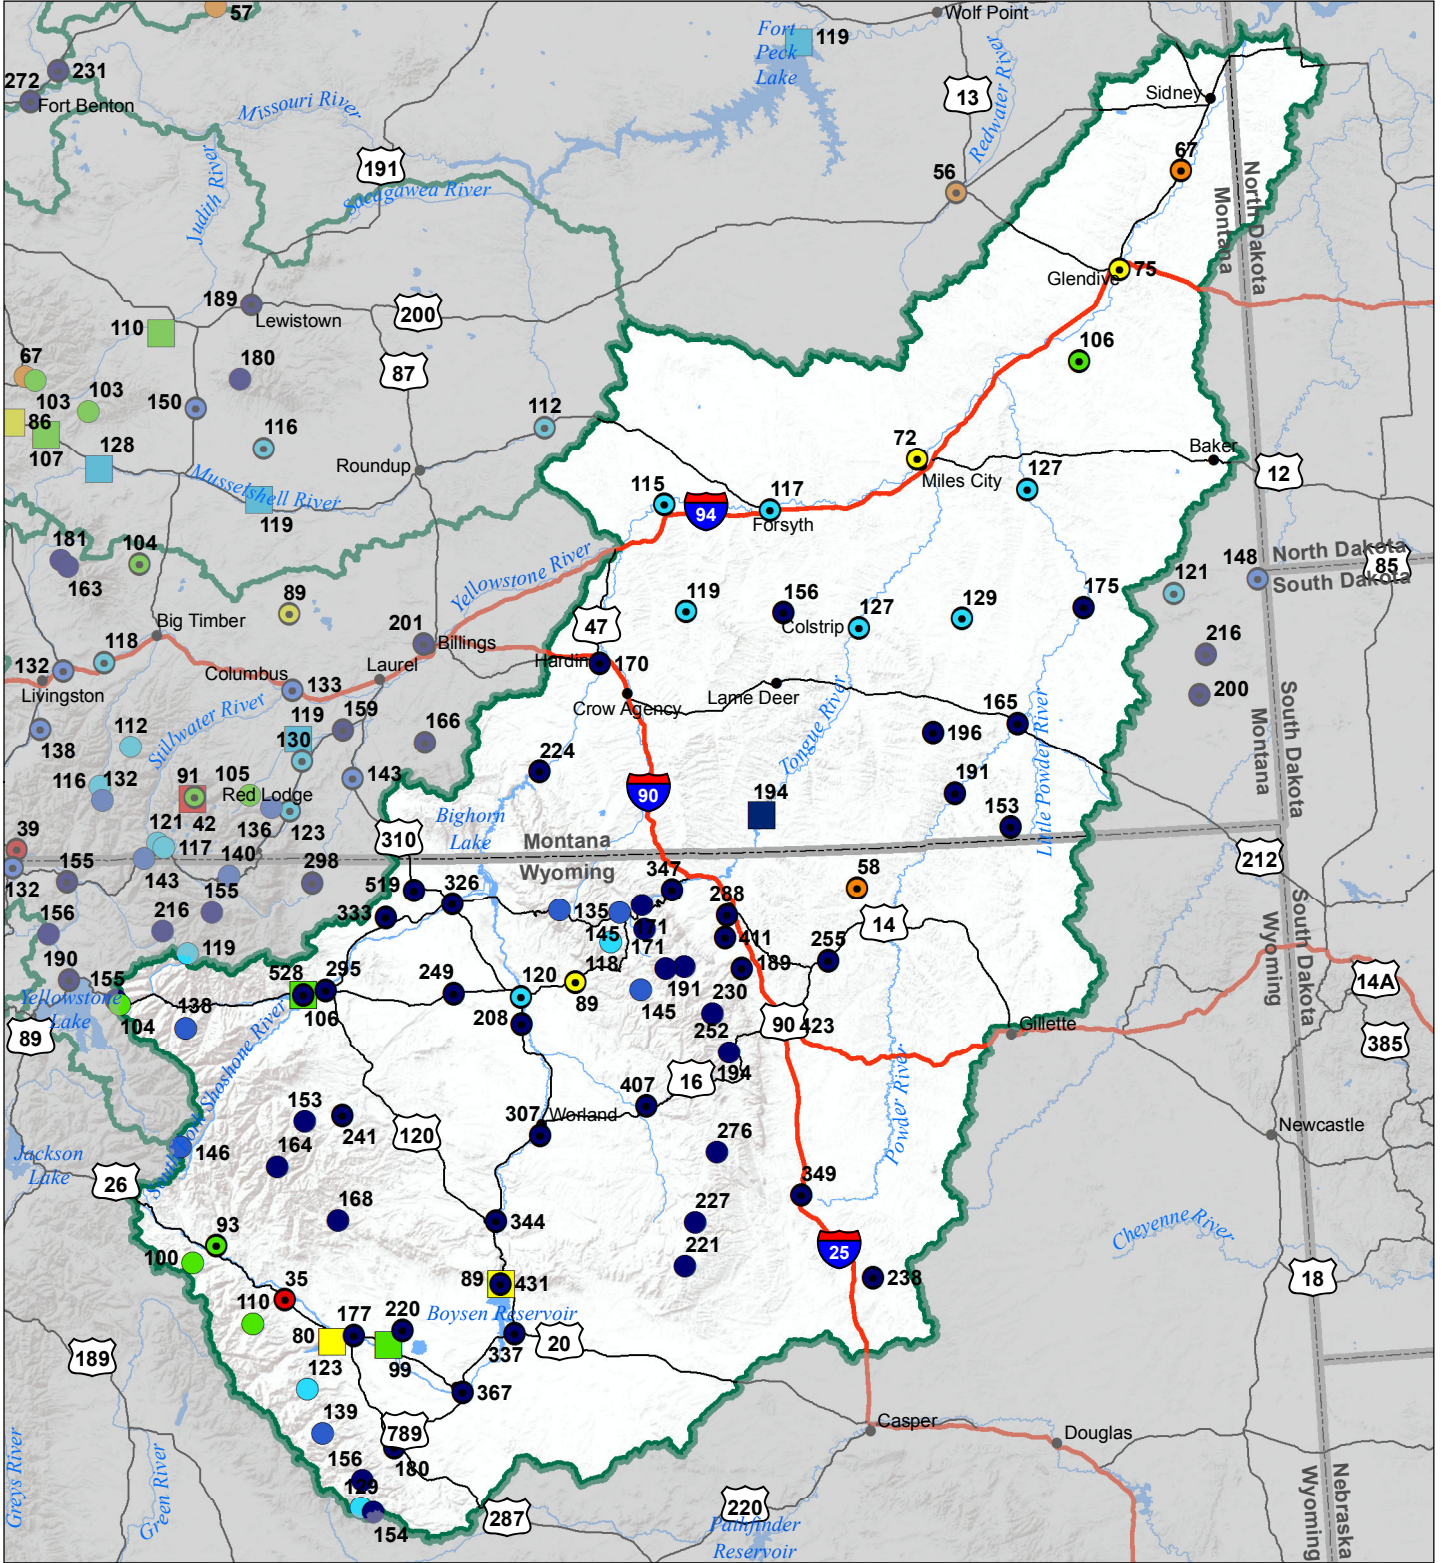 57
Wolf Point
Fort
Peck
Lake
119
231
272
Fort Benton
Missouri River
13
Redwater River
Sidney
191
Judith River
Sacagawea River
56
67
North Dakota
Montana
189
Lewistown
200
Glendive
75
110
180
87
106
67
103
103
150
112
86
107
128
116
Roundup
72
Miles City
Baker
12
127
Musselshell River
119
115
94
117
Forsyth
181
163
104
Yellowstone River
North Dakota
South Dakota
85
148
121
89
119
156
Colstrip
127
129
175
Big Timber
201
Billings
47
Hardin
170
216
118
132
Livingston
Columbus
133
Laurel
Crow Agency
Lame Deer
200
South Dakota
Montana
Stillwater River
138
112
119
159
166
130
224
Tongue River
196
165
Little Powder River
116
132
91
42
105
Red Lodge
136
123
143
Bighorn
Lake
90
194
191
153
39
121
117
140
310
Montana
Wyoming
212
132
155
143
155
298
519
326
347
288
58
156
216
333
135
171
145
171
411
14
South Dakota
Wyoming
190
119
118
189
255
155
528
295
249
120
89
191
14A
Yellowstone
Lake
104
138
106
208
145
230
252
90
423
Gillette
89
385
South Fork Shoshone River
194
16
407
Powder River
153
241
120
307
Worland
Newcastle
146
164
276
Jackson
Lake
26
168
344
227
349
Cheyenne River
93
100
221
25
238
18
35
89
431
110
Boysen Reservoir
80
177
220
99
337
20
189
123
367
139
789
180
Casper
Douglas
156
129
154
287
220
Pathfinder
Reservoir
Greys River
Green River
Nebraska
Wyoming